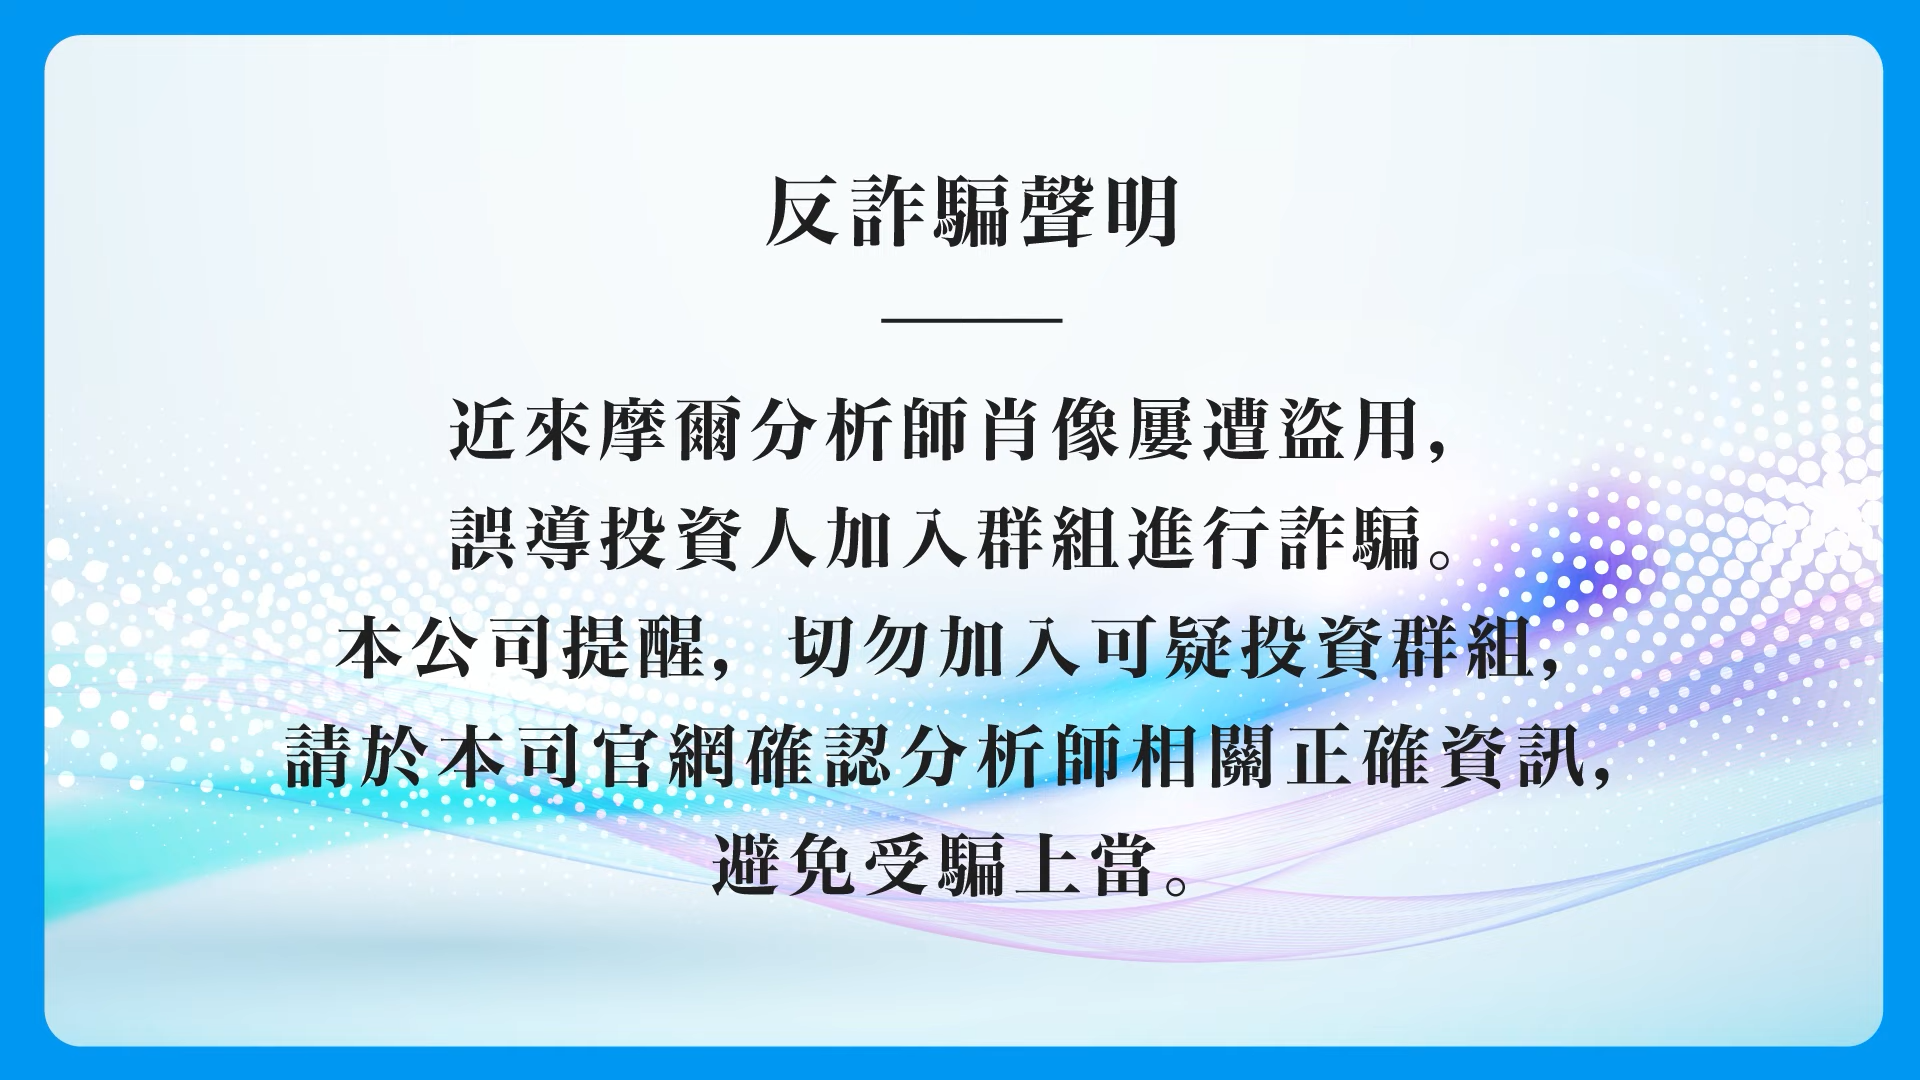 反詐騙聲明
近來摩爾分析師肖像屢遭盜用，
誤導投資人加入群組進行詐騙。
本公司提醒，切勿加入可疑投資群組，
請於本司官網確認分析師相關正確資訊，
避免受騙上當。